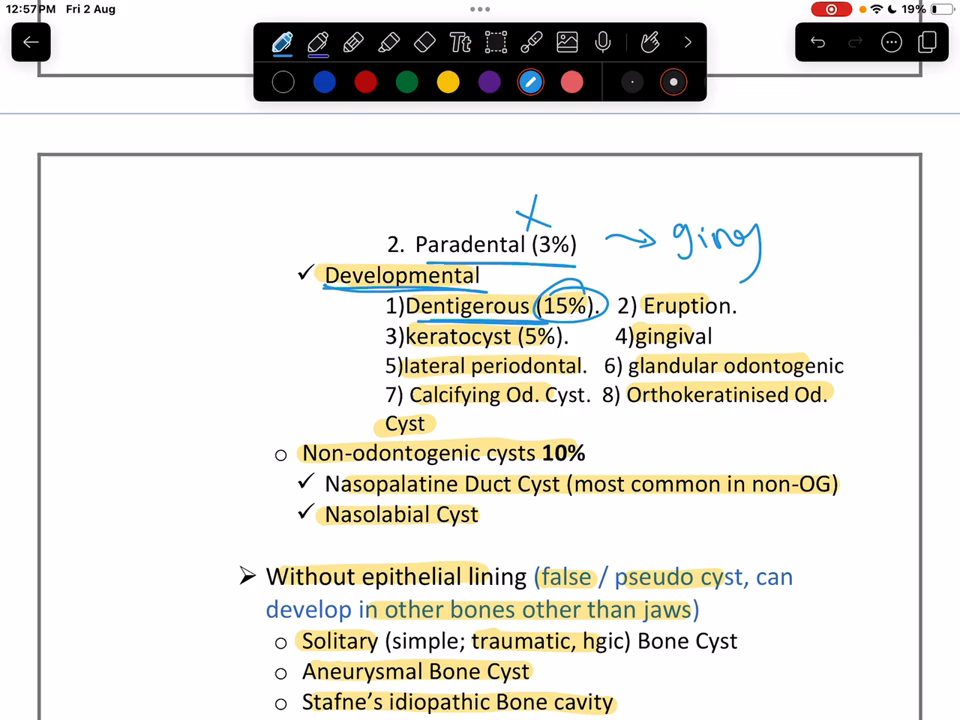 12:57 PM Fri 2 Aug 19%
Tt
2. Paradental (3%)
✓ Developmental
1)Dentigerous (15%). 2) Eruption.
3)keratocyst (5%). 4)gingival
5)lateral periodontal. 6) glandular odontogenic
7) Calcifying Od. Cyst. 8) Orthokeratinised Od.
Cyst
o Non-odontogenic cysts 10%
✓ Nasopalatine Duct Cyst (most common in non-OG)
✓ Nasolabial Cyst
➢ Without epithelial lining (false / pseudo cyst, can
develop in other bones other than jaws)
o Solitary (simple; traumatic, hgic) Bone Cyst
o Aneurysmal Bone Cyst
o Stafne's idiopathic Bone cavity